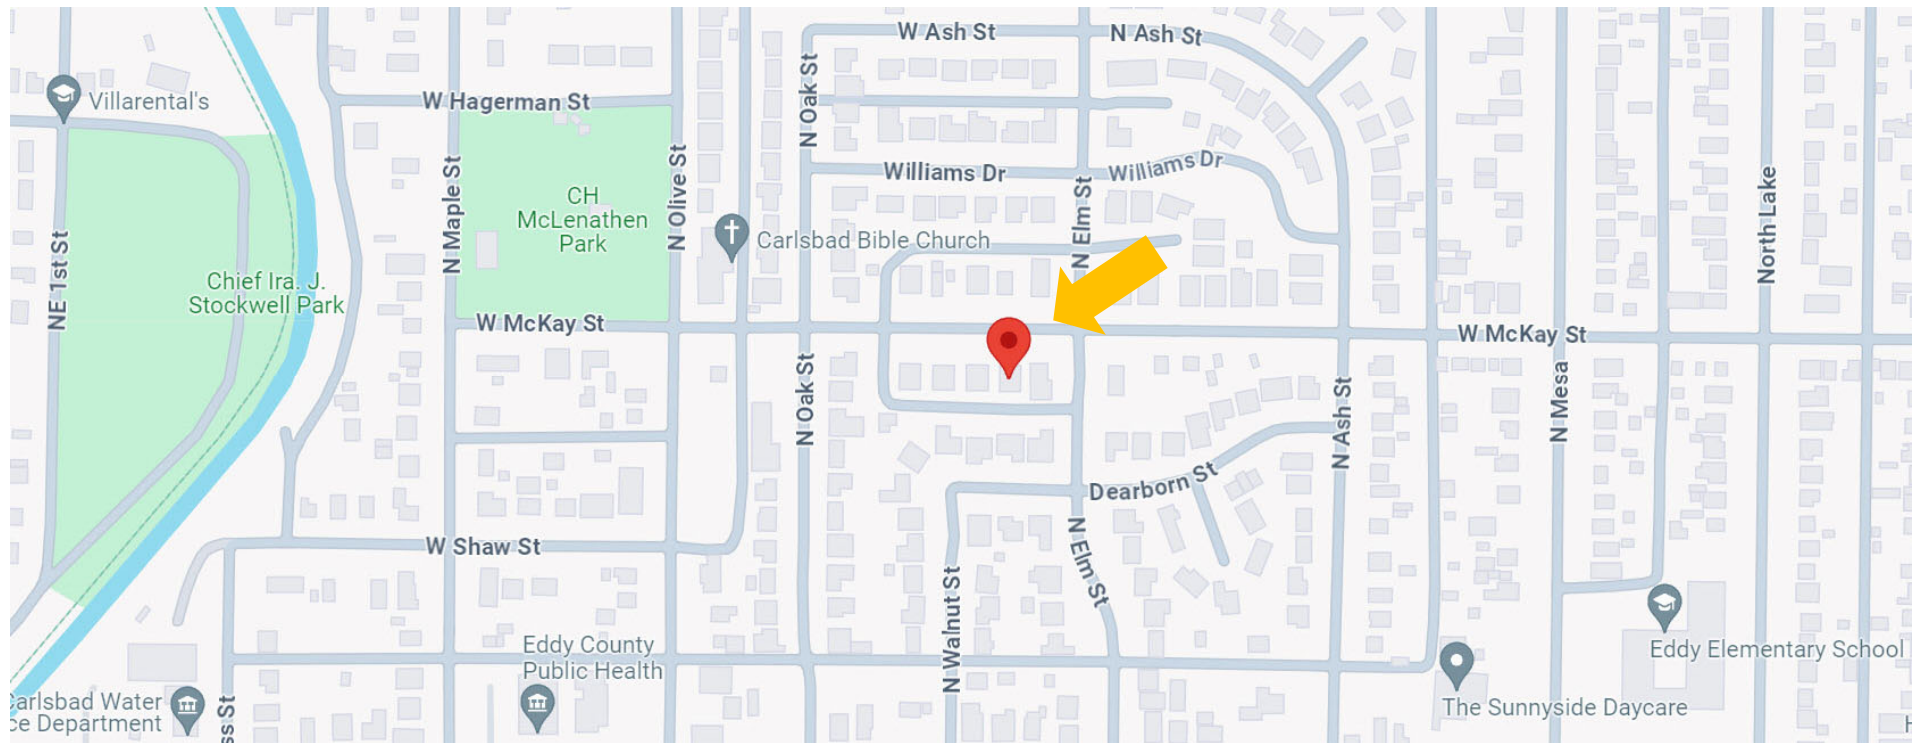 W Ash St
N Ash St
N Oak St
Villarental's
W Hagerman St
N Maple St
N Olive St
Williams Dr
Williams Dr
North Lake
CH
McLenathen
Park
N Elm St
Carlsbad Bible Church
NE 1st St
Chief Ira. J.
Stockwell Park
W McKay St
W McKay St
N Oak St
N Ash St
N Mesa
Dearborn St
W Shaw St
N Elm St
N Walnut St
Eddy County
Public Health
Eddy Elementary School
Carlsbad Water
ce Department
ss St
The Sunnyside Daycare
H